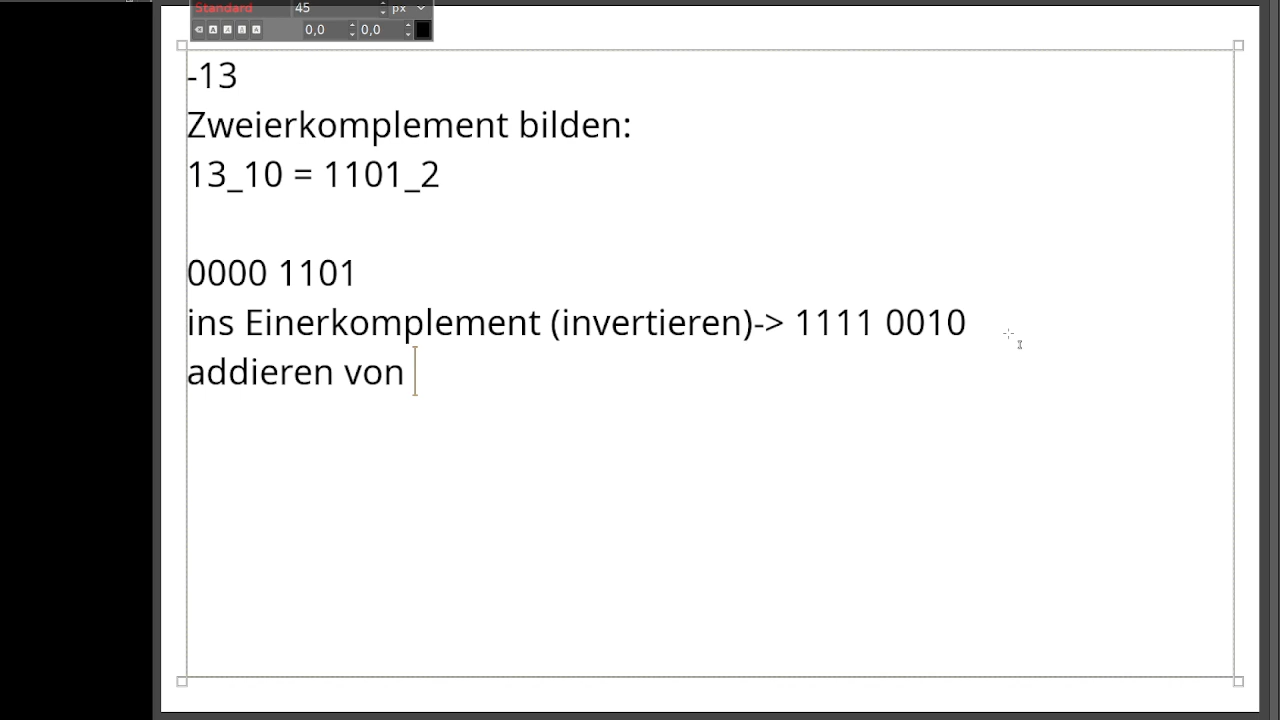 Standard 45 px
0,0 0,0
-13
Zweierkomplement bilden:
13_10 = 1101_2
0000 1101
ins Einerkomplement (invertieren)-> 1111 0010
addieren von